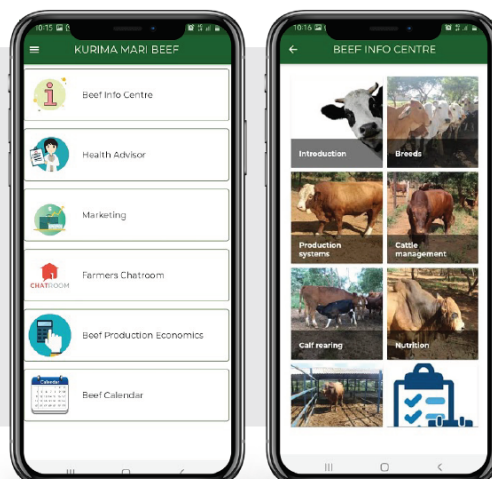 10:15
KURIMA MARI BEEF
Beef Info Centre
Health Advisor
Marketing
CHATROOM
Farmers Chatroom
Beef Production Economics
Calendar
Beef Calendar
10:16
BEEF INFO CENTRE
Introduction
Breeds
Production
systems
Cattle
management
Calf rearing
Nutrition